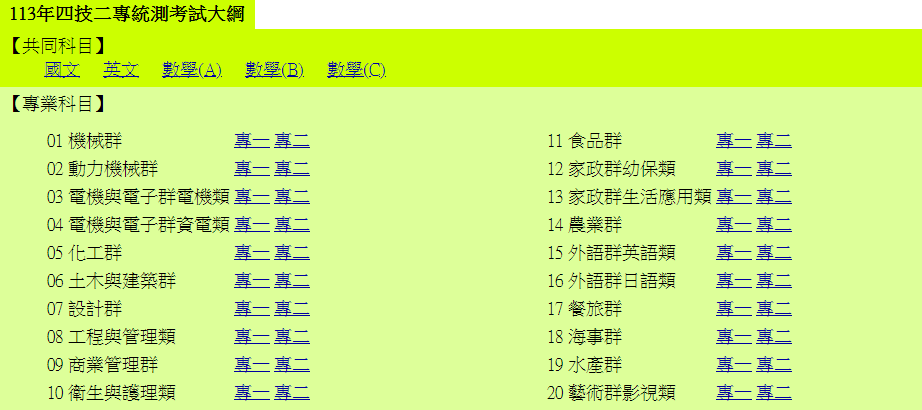 113年四技二專統測考試大綱
【共同科目】
國文 英文 數學(A) 數學(B) 數學(C)
【專業科目】
01 機械群 專一 專二
02 動力機械群 專一 專二
03 電機與電子群電機類 專一 專二
04 電機與電子群資電類 專一 專二
05 化工群 專一 專二
06 土木與建築群 專一 專二
07 設計群 專一 專二
08 工程與管理類 專一 專二
09 商業管理群 專一 專二
10 衛生與護理類 專一 專二
11 食品群 專一 專二
12 家政群幼保類 專一 專二
13 家政群生活應用類 專一 專二
14 農業群 專一 專二
15 外語群英語類 專一 專二
16 外語群日語類 專一 專二
17 餐旅群 專一 專二
18 海事群 專一 專二
19 水產群 專一 專二
20 藝術群影視類 專一 專二